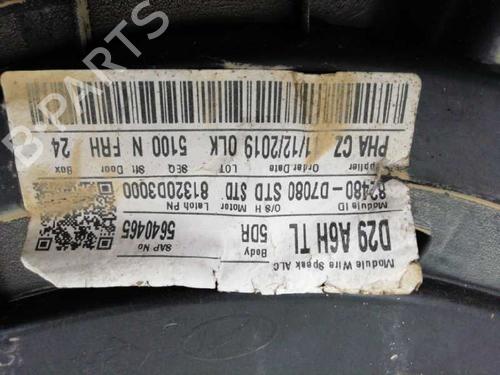 Module Wire Speak ALC Body SAP No
D29 A6H TL 5DR 5640465
Module ID O/S H Motor Latch PN
82480-D7080 STD STD 81320D3000
Supplier Order Date LOT SEQ Sft Door Box
PHA CZ 1/12/2019 0LK 5100 N FRH 24
B-PARTS